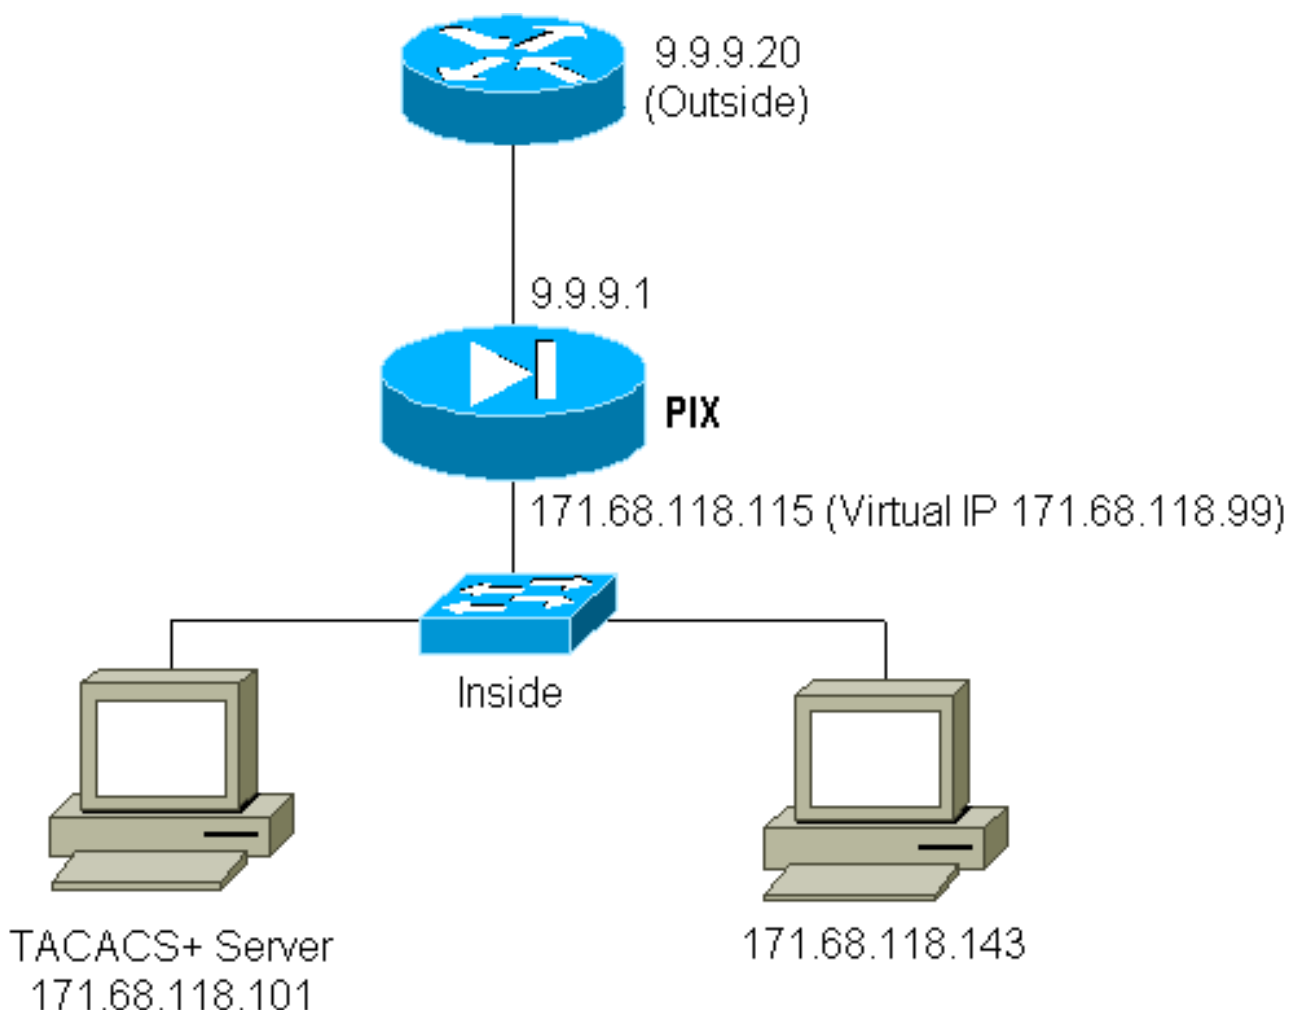 9.9.9.20
(Outside)
9.9.9.1
PIX
171.68.118.115 (Virtual IP 171.68.118.99)
Inside
TACACS+ Server
171.68.118.101
171.68.118.143